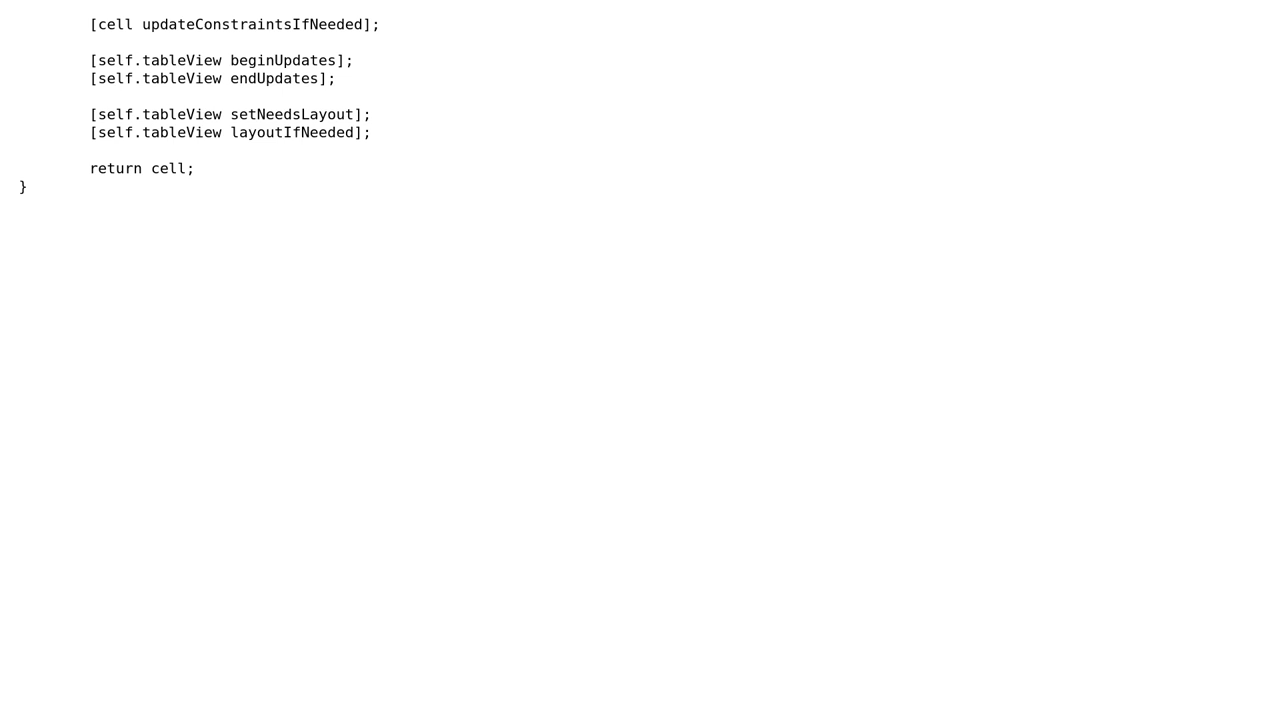 [cell updateConstraintsIfNeeded];
[self.tableView beginUpdates];
[self.tableView endUpdates];
[self.tableView setNeedsLayout];
[self.tableView layoutIfNeeded];
return cell;
}